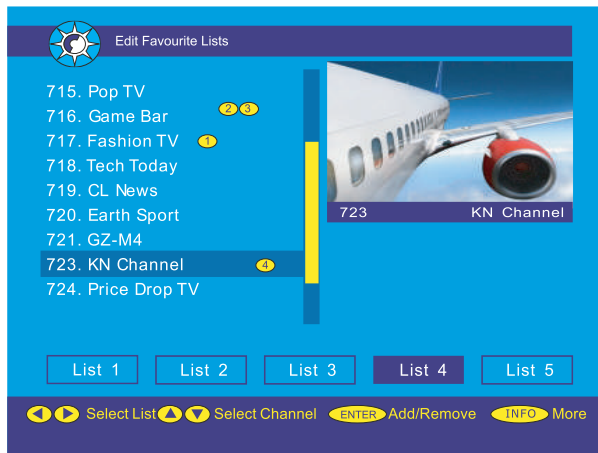 Edit Favourite Lists
715. Pop TV
716. Game Bar 2 3
717. Fashion TV 1
718. Tech Today
719. CL News
720. Earth Sport
721. GZ-M4
723. KN Channel 4
724. Price Drop TV
723 KN Channel
List 1 List 2 List 3 List 4 List 5
Select List Select Channel ENTER Add/Remove INFO More